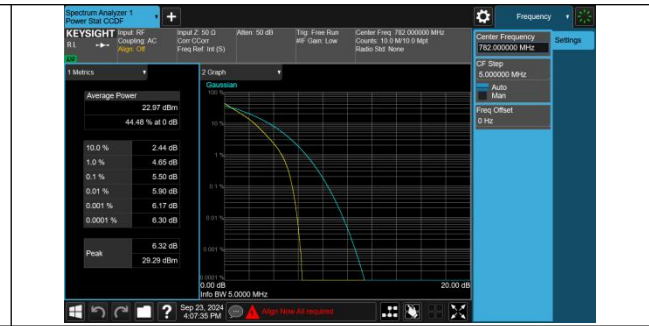 Spectrum Analyzer 1
Power Stat CCDF
+
Frequency
KEYSIGHT Input: RF
RL
Coupling: AC
Align: Off
Input Z: 50 Ω
Corr CCorr
Freq Ref: Int (S)
Atten: 50 dB
Trig: Free Run
#IF Gain: Low
Center Freq: 782.000000 MHz
Counts: 10.0 M/10.0 Mpt
Radio Std: None
Center Frequency
782.000000 MHz
Settings
CF Step
5.000000 MHz
Auto
Man
Freq Offset
0 Hz
1 Metrics
2 Graph
Average Power
22.97 dBm
44.48 % at 0 dB
10.0 % 2.44 dB
1.0 % 4.65 dB
0.1 % 5.50 dB
0.01 % 5.90 dB
0.001 % 6.17 dB
0.0001 % 6.30 dB
Peak
6.32 dB
29.29 dBm
Gaussian
100 %
10 %
1 %
0.1 %
0.01 %
0.001 %
0.0001 %
0.00 dB
20.00 dB
Info BW 5.0000 MHz
?
Sep 23, 2024
4:07:35 PM
Align Now All required